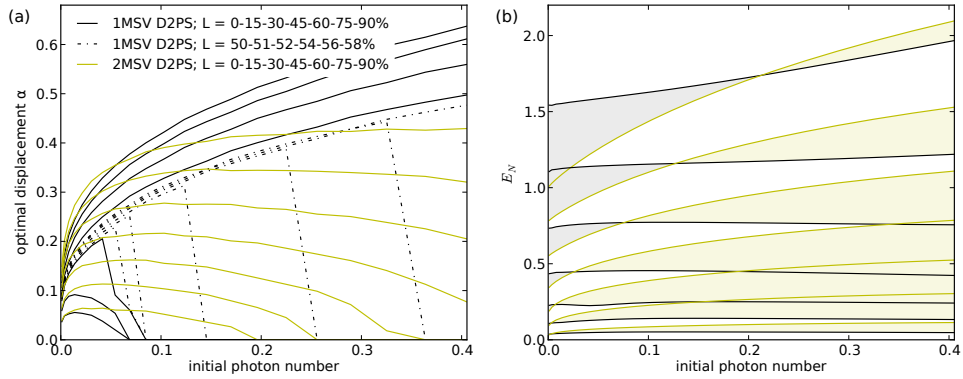 (a)
1MSV D2PS; L = 0-15-30-45-60-75-90%
1MSV D2PS; L = 50-51-52-54-56-58%
2MSV D2PS; L = 0-15-30-45-60-75-90%
optimal displacement α
0.6
0.5
0.4
0.3
0.2
0.1
0.0
0.0 0.1 0.2 0.3 0.4
initial photon number
(b)
E_N
2.0
1.5
1.0
0.5
0.0
0.0 0.1 0.2 0.3 0.4
initial photon number